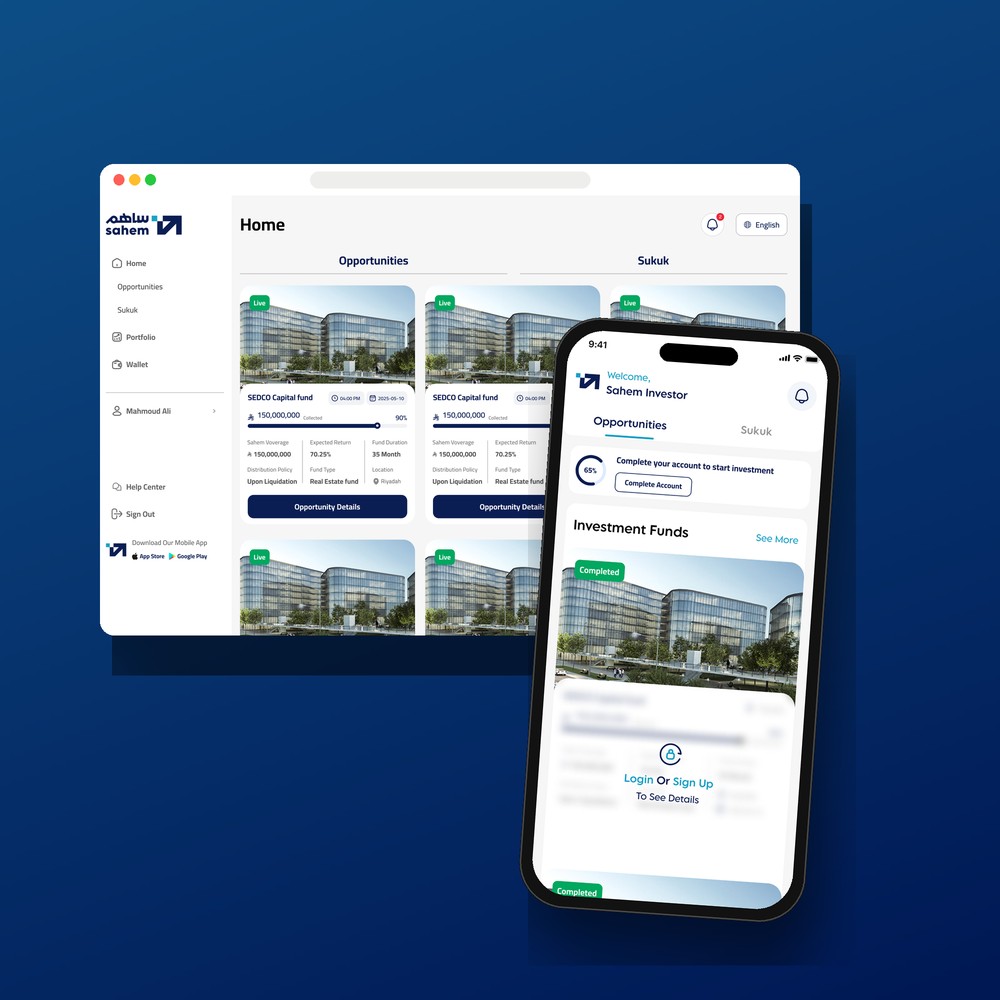 ساهم
sahem
Home
Opportunities
Sukuk
Portfolio
Wallet
Mahmoud Ali
Help Center
Sign Out
Download Our Mobile App
App Store
Google Play
Home
2
English
Opportunities
Sukuk
Live
SEDCO Capital fund
04:00 PM
2025-05-10
150,000,000 Collected
90%
Sahem Voverage
Expected Return
Fund Duration
150,000,000
70.25%
35 Month
Distribution Policy
Fund Type
Location
Upon Liquidation
Real Estate fund
Riyadah
Opportunity Details
Live
SEDCO Capital fund
04:00 PM
150,000,000 Collected
Sahem Voverage
Expected Return
150,000,000
70.25%
Distribution Policy
Fund Type
Upon Liquidation
Real Estate fund
Opportunity Details
Live
Live
Live
9:41
Welcome,
Sahem Investor
Opportunities
Sukuk
65%
Complete your account to start investment
Complete Account
Investment Funds
See More
Completed
Login Or Sign Up
To See Details
Completed